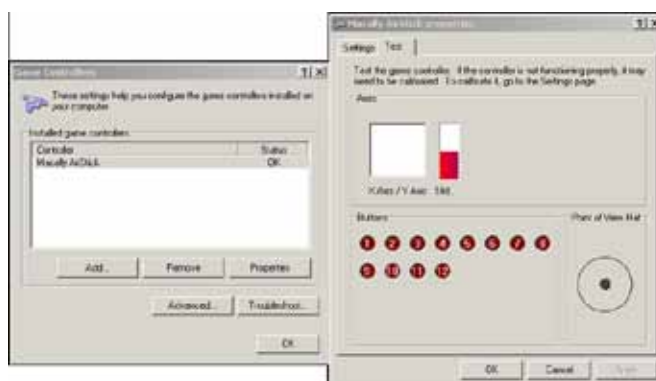 Game Controllers
These settings help you configure the game controllers installed on
your computer.
Installed game controllers
Controller Status
Macally AirStick OK
Add... Remove Properties
Advanced... Troubleshoot...
OK
Macally AirStick properties
Settings Test
Test the game controller. If the controller is not functioning properly, it may
need to be calibrated. To calibrate it, go to the Settings page.
Axes
X Axis / Y Axis
Buttons
Point of View Hat
1 2 3 4 5 6 7 8
9 10 11 12
OK Cancel Apply